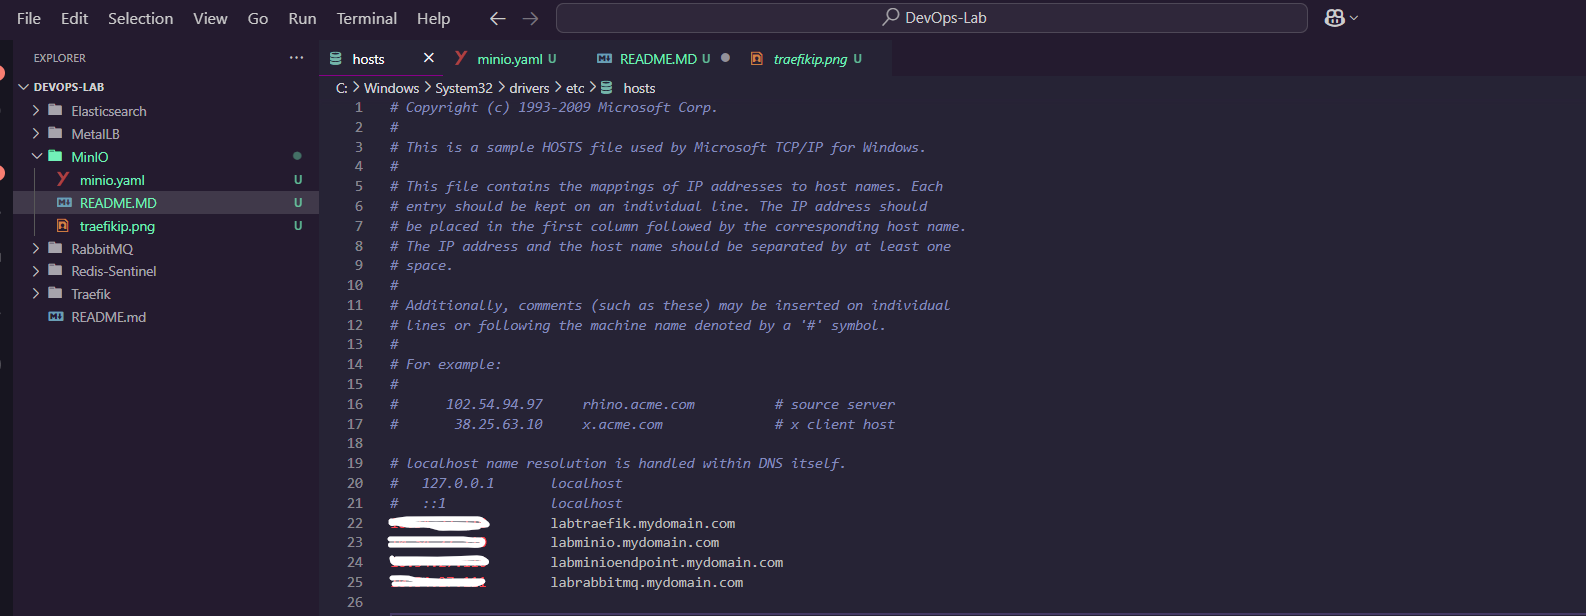 File Edit Selection View Go Run Terminal Help
DevOps-Lab
EXPLORER
DEVOPS-LAB
Elasticsearch
MetalLB
MinIO
minio.yaml U
README.MD U
traefikip.png U
RabbitMQ
Redis-Sentinel
Traefik
README.md
hosts minio.yaml U README.MD U traefikip.png U
C: > Windows > System32 > drivers > etc > hosts
1 # Copyright (c) 1993-2009 Microsoft Corp.
2 #
3 # This is a sample HOSTS file used by Microsoft TCP/IP for Windows.
4 #
5 # This file contains the mappings of IP addresses to host names. Each
6 # entry should be kept on an individual line. The IP address should
7 # be placed in the first column followed by the corresponding host name.
8 # The IP address and the host name should be separated by at least one
9 # space.
10 #
11 # Additionally, comments (such as these) may be inserted on individual
12 # lines or following the machine name denoted by a '#' symbol.
13 #
14 # For example:
15 #
16 #      102.54.94.97     rhino.acme.com          # source server
17 #       38.25.63.10     x.acme.com              # x client host
18
19 # localhost name resolution is handled within DNS itself.
20 #   127.0.0.1       localhost
21 #   ::1             localhost
22 labtraefik.mydomain.com
23 labminio.mydomain.com
24 labminioendpoint.mydomain.com
25 labrabbitmq.mydomain.com
26